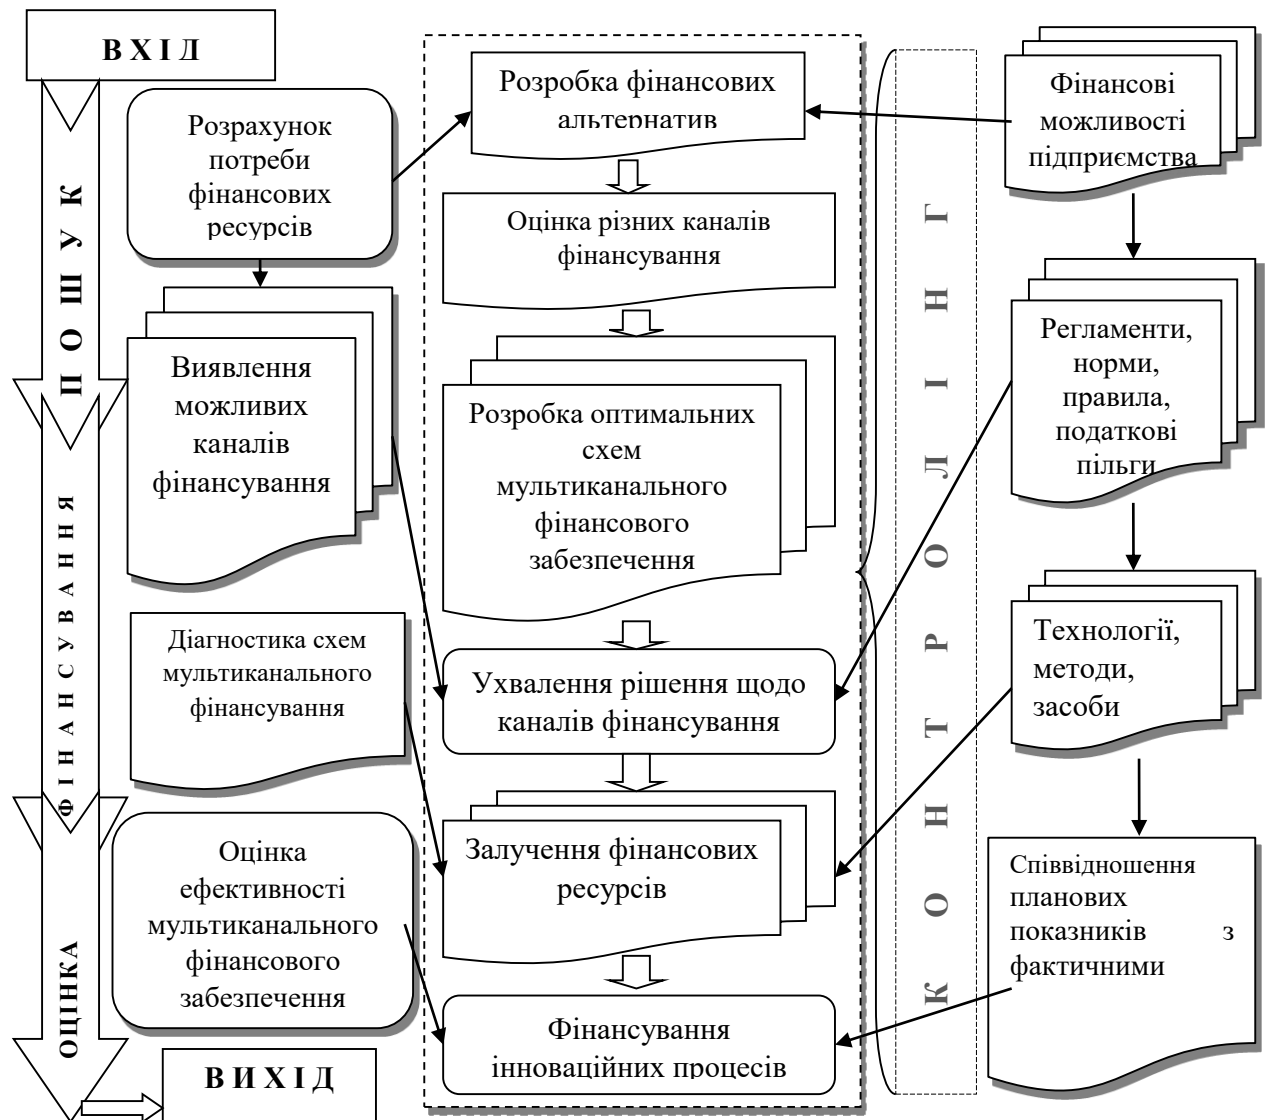 ВХІД
ПОШУК
ФІНАНСУВАННЯ
ОЦІНКА
Розрахунок
потреби
фінансових
ресурсів
Виявлення
можливих
каналів
фінансування
Діагностика схем
мультиканального
фінансування
Оцінка
ефективності
мультиканального
фінансового
забезпечення
ВИХІД
Розробка фінансових
альтернатив
Оцінка різних каналів
фінансування
Розробка оптимальних
схем
мультиканального
фінансового
забезпечення
Ухвалення рішення щодо
каналів фінансування
Залучення фінансових
ресурсів
Фінансування
інноваційних процесів
КОНТРОЛІНГ
Фінансові
можливості
підприємства
Регламенти,
норми,
правила,
податкові
пільги
Технології,
методи,
засоби
Співвідношення
планових
показників з
фактичними